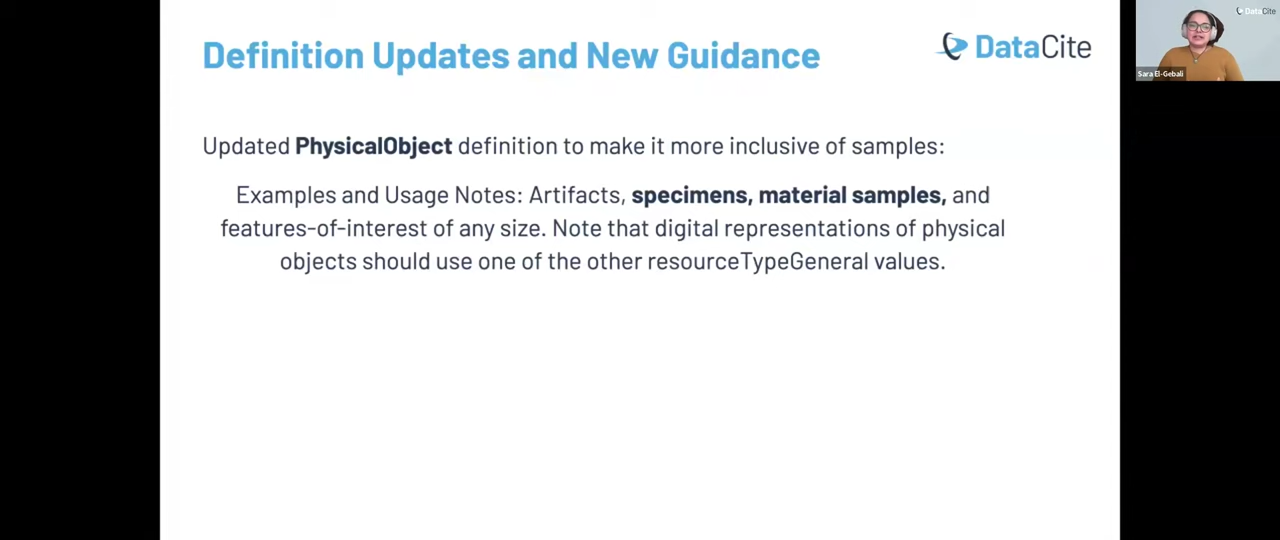 Definition Updates and New Guidance
DataCite
Updated PhysicalObject definition to make it more inclusive of samples:
Examples and Usage Notes: Artifacts, specimens, material samples, and
features-of-interest of any size. Note that digital representations of physical
objects should use one of the other resourceTypeGeneral values.
DataCite
Sara El-Gebali